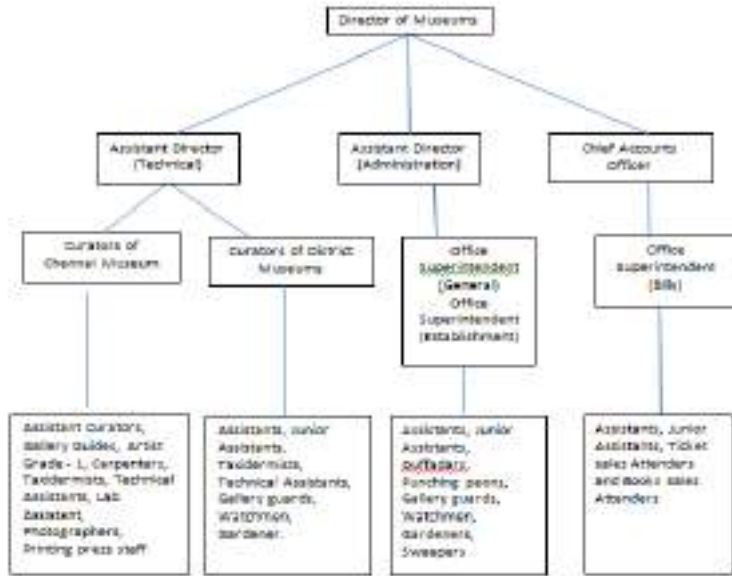 Director of Museums
Assistant Director
(Technical)
Assistant Director
(Administration)
Chief Accounts
Officer
Curators of
Chennai Museum
Curators of District
Museums
Office
Superintendent
(General)
Office
Superintendent
(Establishment)
Office
Superintendent
(Bills)
Assistant Curators,
Gallery Guides, Artist
Grade - 1, Carpenters,
Taxidermists, Technical
Assistants, Lab
Assistant,
Photographers,
Printing press staff
Assistants, Junior
Assistants,
Taxidermists,
Technical Assistants,
Gallery guards,
Watchmen,
Gardener.
Assistants, Junior
Assistants,
Duffadars,
Punching peons,
Gallery guards,
Watchmen,
Gardeners,
Sweepers
Assistants, Junior
Assistants, Ticket
sales Attenders
and Books sales
Attenders